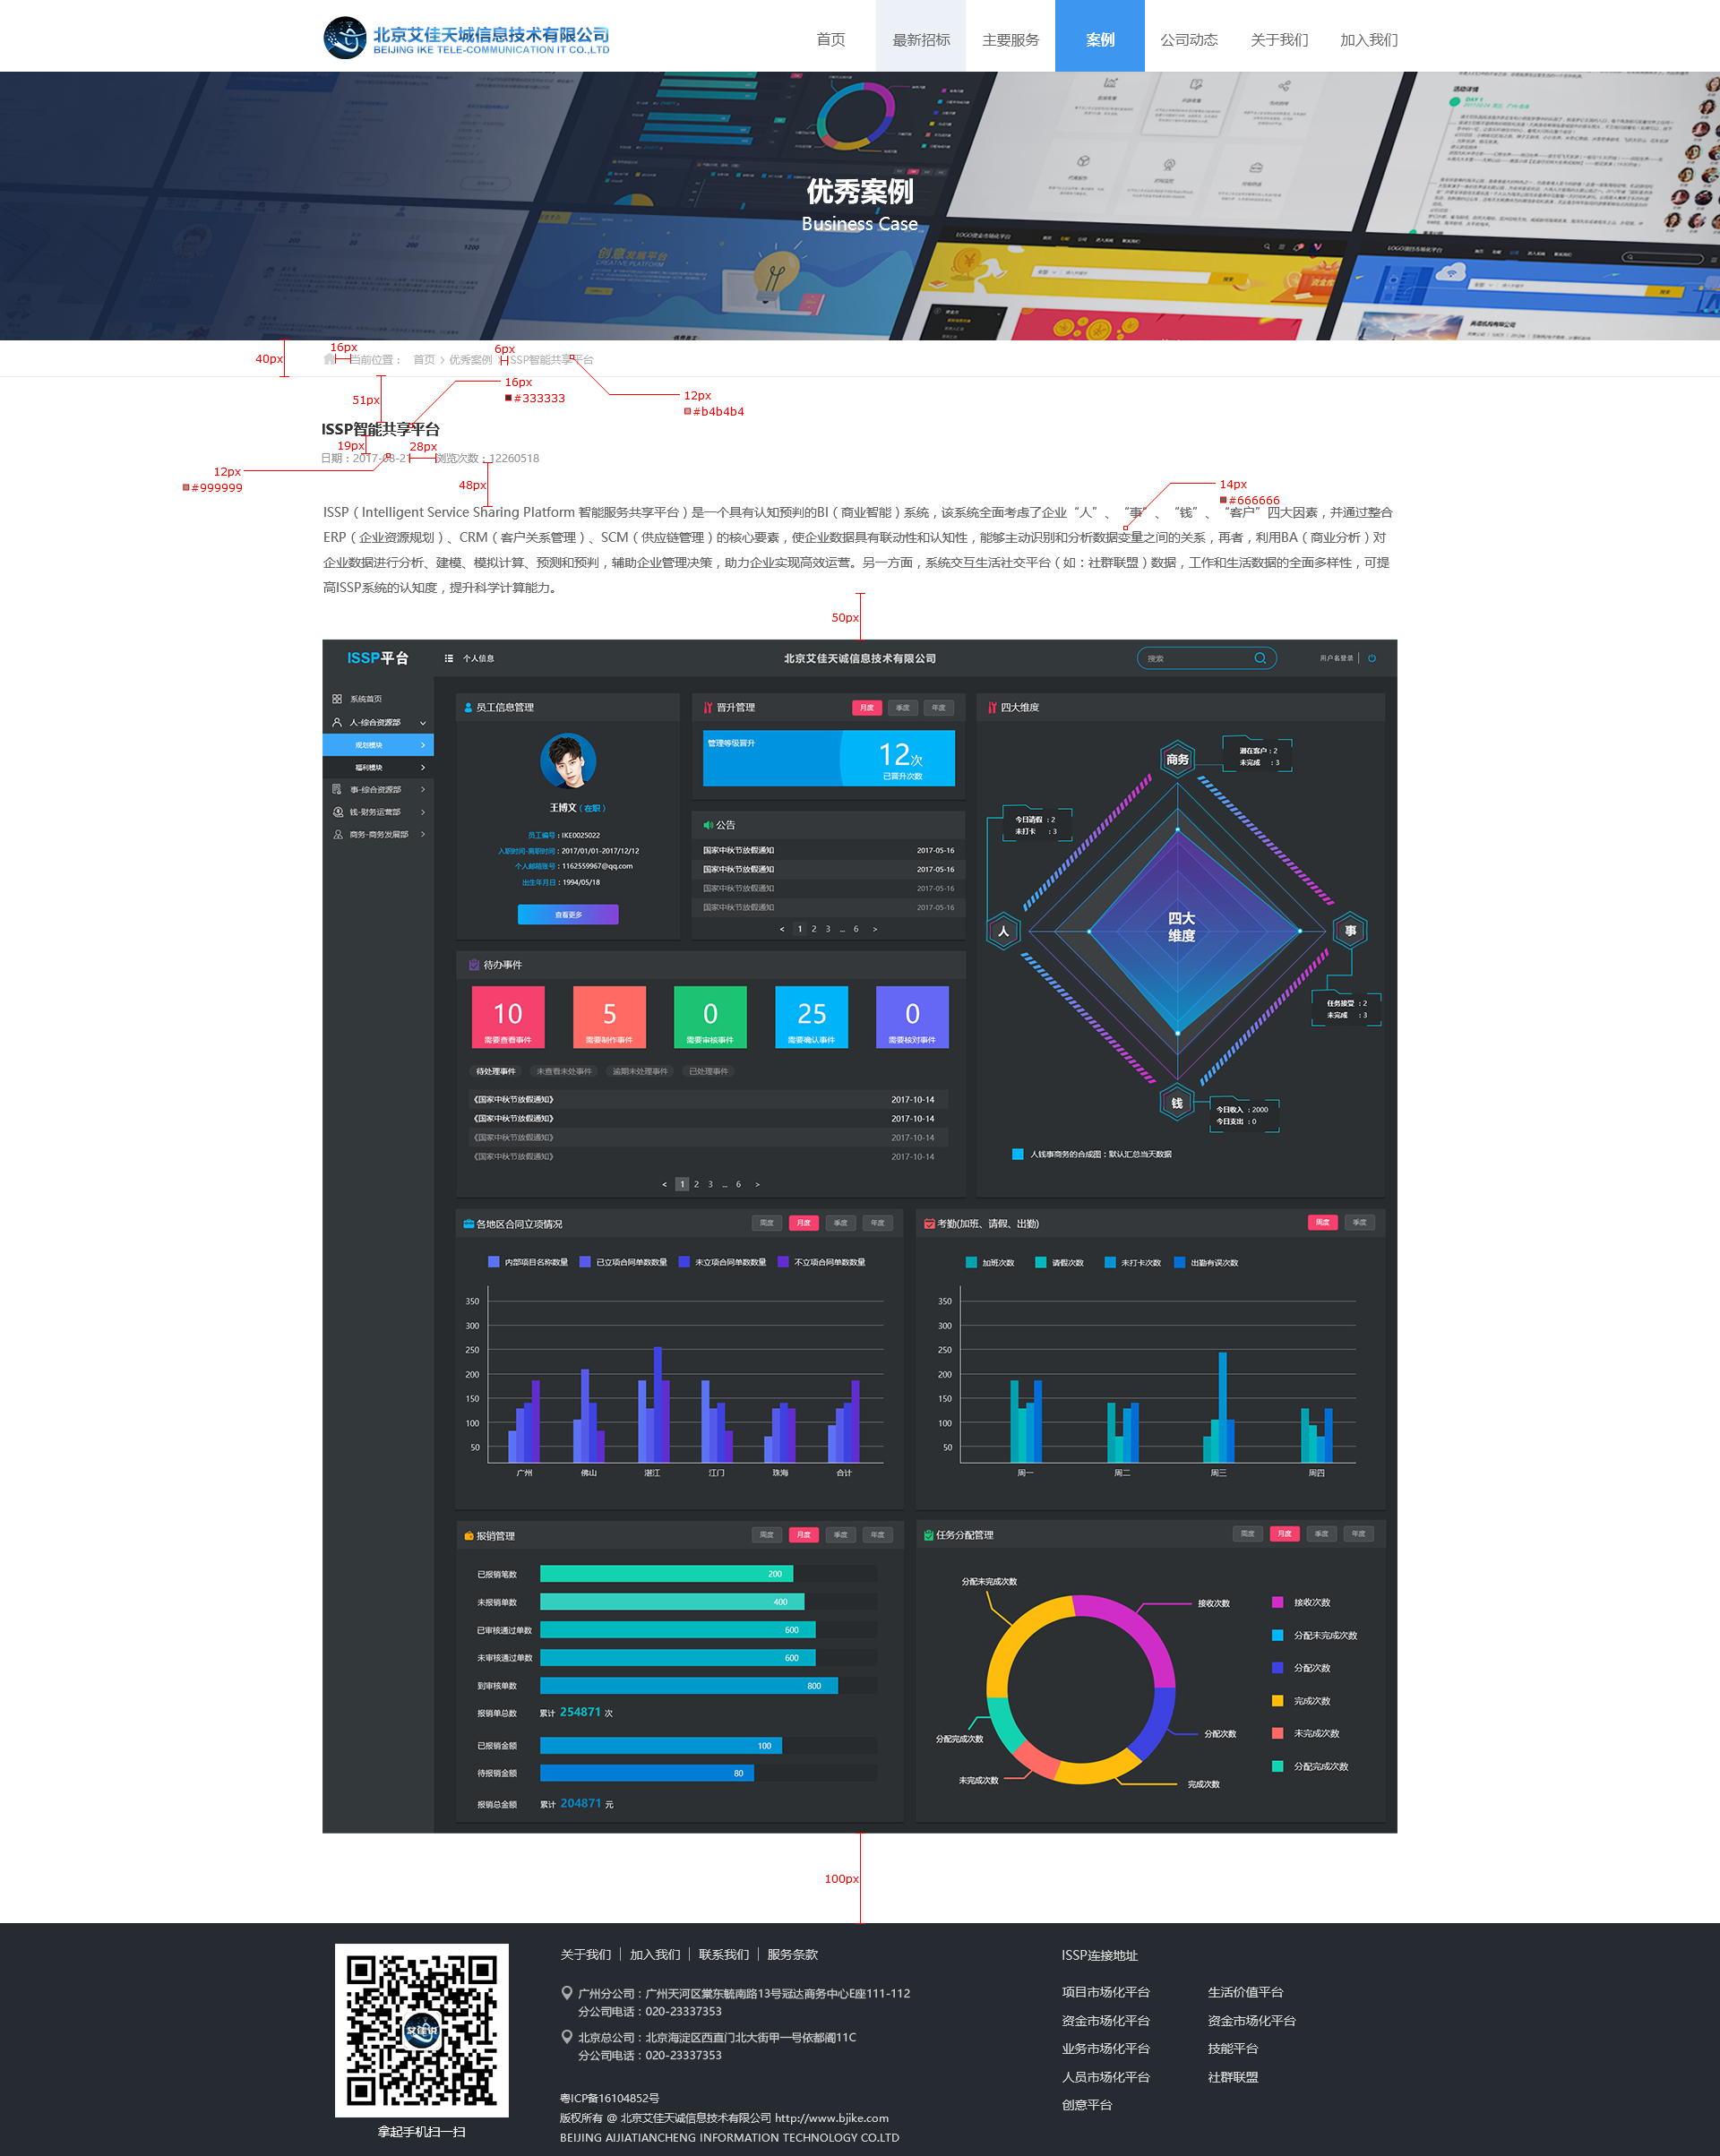 北京艾佳天诚信息技术有限公司
BEIJING IKE TELE-COMMUNICATION IT CO.,LTD
首页
最新招标
主要服务
案例
公司动态
关于我们
加入我们
优秀案例
Business Case
40px
16px
当前位置： 首页 > 优秀案例 > ISSP智能共享平台
6px
51px
16px
#333333
12px
#b4b4b4
ISSP智能共享平台
19px
28px
日期：2017-08-21 浏览次数：12260518
12px
#999999
48px
14px
#666666
ISSP（Intelligent Service Sharing Platform 智能服务共享平台）是一个具有认知预判的BI（商业智能）系统，该系统全面考虑了企业“人”、“事”、“钱”、“客户”四大因素，并通过整合
ERP（企业资源规划）、CRM（客户关系管理）、SCM（供应链管理）的核心要素，使企业数据具有联动性和认知性，能够主动识别和分析数据变量之间的关系，再者，利用BA（商业分析）对
企业数据进行分析、建模、模拟计算、预测和预判，辅助企业管理决策，助力企业实现高效运营。另一方面，系统交互生活社交平台（如：社群联盟）数据，工作和生活数据的全面多样性，可提
高ISSP系统的认知度，提升科学计算能力。
50px
ISSP平台
个人信息
北京艾佳天诚信息技术有限公司
搜索
用户名登录
系统首页
人-综合资源部
规划模块
福利模块
事-综合资源部
钱-财务运营部
商务-商务发展部
员工信息管理
王博文（在职）
员工编号：IKE0025022
入职时间-离职时间：2017/01/01-2017/12/12
个人邮箱账号：1162559967@qq.com
出生年月日：1994/05/18
查看更多
晋升管理
月度 季度 年度
管理等级晋升
12次
已晋升次数
公告
国家中秋节放假通知 2017-05-16
国家中秋节放假通知 2017-05-16
国家中秋节放假通知 2017-05-16
国家中秋节放假通知 2017-05-16
< 1 2 3 ... 6 >
四大维度
商务
潜在客户：2
未完成 ：3
今日请假 ：2
未打卡 ：3
人
四大
维度
事
任务接受 ：2
未完成 ：3
钱
今日收入 ：2000
今日支出 ：0
人钱事商务的合成图：默认汇总当天数据
待办事件
10
需要查看事件
5
需要制作事件
0
需要审核事件
25
需要确认事件
0
需要核对事件
待处理事件 未查看未处事件 逾期未处理事件 已处理事件
《国家中秋节放假通知》 2017-10-14
《国家中秋节放假通知》 2017-10-14
《国家中秋节放假通知》 2017-10-14
《国家中秋节放假通知》 2017-10-14
< 1 2 3 ... 6 >
各地区合同立项情况
周度 月度 季度 年度
内部项目名称数量 已立项合同单数数量 未立项合同单数数量 不立项合同单数数量
350
300
250
200
150
100
50
广州 佛山 湛江 江门 珠海 合计
考勤(加班、请假、出勤)
周度 季度
加班次数 请假次数 未打卡次数 出勤有误次数
350
300
250
200
150
100
50
周一 周二 周三 周四
报销管理
周度 月度 季度 年度
已报销笔数 200
未报销单数 400
已审核通过单数 600
未审核通过单数 600
到审核单数 800
报销单总数 累计 254871 次
已报销金额 100
待报销金额 80
报销总金额 累计 204871 元
任务分配管理
周度 月度 季度 年度
分配未完成次数
接收次数
分配次数
完成次数
未完成次数
分配完成次数
接收次数
分配未完成次数
分配次数
完成次数
未完成次数
分配完成次数
100px
艾佳说
拿起手机扫一扫
关于我们 | 加入我们 | 联系我们 | 服务条款
广州分公司：广州天河区棠东毓南路13号冠达商务中心E座111-112
分公司电话：020-23337353
北京总公司：北京海淀区西直门北大街甲一号依都阁11C
分公司电话：020-23337353
粤ICP备16104852号
版权所有 @ 北京艾佳天诚信息技术有限公司 http://www.bjike.com
BEIJING AIJIATIANCHENG INFORMATION TECHNOLOGY CO.LTD
ISSP连接地址
项目市场化平台 生活价值平台
资金市场化平台 资金市场化平台
业务市场化平台 技能平台
人员市场化平台 社群联盟
创意平台